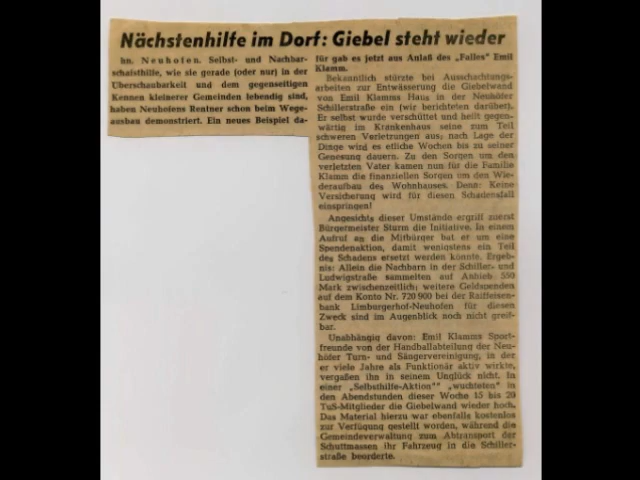 Nächstenhilfe im Dorf: Giebel steht wieder
hn. Neuhofen. Selbst- und Nachbar-
schaftshilfe, wie sie gerade (oder nur) in der
Überschaubarkeit und dem gegenseitigen
Kennen kleinerer Gemeinden lebendig sind,
haben Neuhofens Rentner schon beim Wege-
ausbau demonstriert. Ein neues Beispiel da-
für gab es jetzt aus Anlaß des „Falles" Emil
Klamm.
Bekanntlich stürzte bei Ausschachtungs-
arbeiten zur Entwässerung die Giebelwand
von Emil Klamms Haus in der Neuhöfer
Schillerstraße ein (wir berichteten darüber).
Er selbst wurde verschüttet und heilt gegen-
wärtig im Krankenhaus seine zum Teil
schweren Verletzungen aus; nach Lage der
Dinge wird es etliche Wochen bis zu seiner
Genesung dauern. Zu den Sorgen um den
verletzten Vater kamen nun für die Familie
Klamm die finanziellen Sorgen um den Wie-
deraufbau des Wohnhauses. Denn: Keine
Versicherung wird für diesen Schadensfall
einspringen!
Angesichts dieser Umstände ergriff zuerst
Bürgermeister Sturm die Initiative. In einem
Aufruf an die Mitbürger bat er um eine
Spendenaktion, damit wenigstens ein Teil
des Schadens ersetzt werden könnte. Ergeb-
nis: Allein die Nachbarn in der Schiller- und
Ludwigstraße sammelten auf Anhieb 550
Mark zwischenzeitlich; weitere Geldspenden
auf dem Konto Nr. 720 900 bei der Raiffeisen-
bank Limburgerhof-Neuhofen für diesen
Zweck sind im Augenblick noch nicht greif-
bar.
Unabhängig davon: Emil Klamms Sport-
freunde von der Handballabteilung der Neu-
höfer Turn- und Sängervereinigung, in der
er viele Jahre als Funktionär aktiv wirkte,
vergaßen ihn in seinem Unglück nicht. In
einer „Selbsthilfe-Aktion" „wuchteten" in
den Abendstunden dieser Woche 15 bis 20
TuS-Mitglieder die Giebelwand wieder hoch.
Das Material hierzu war ebenfalls kostenlos
zur Verfügung gestellt worden, während die
Gemeindeverwaltung zum Abtransport der
Schuttmassen ihr Fahrzeug in die Schiller-
straße beorderte.